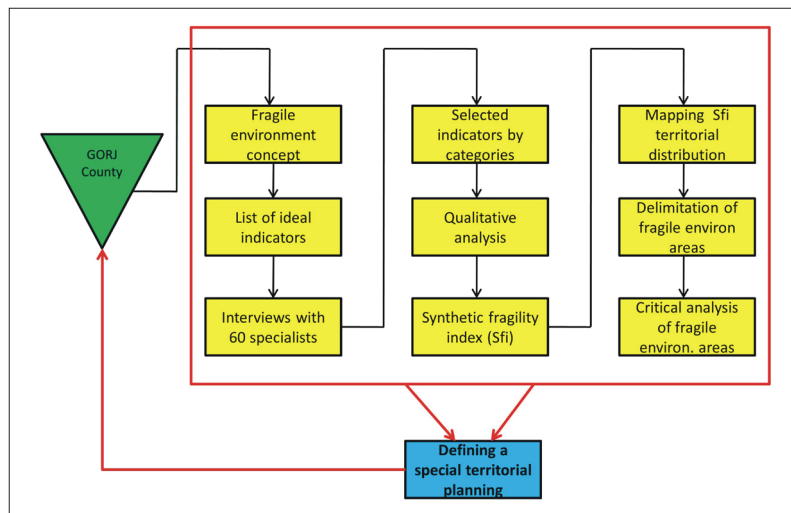 GORJ
County
Fragile
environment
concept
List of ideal
indicators
Interviews with
60 specialists
Selected
indicators by
categories
Qualitative
analysis
Synthetic fragility
index (Sfi)
Mapping Sfi
territorial
distribution
Delimitation of
fragile environ
areas
Critical analysis
of fragile
environ. areas
Defining a
special territorial
planning